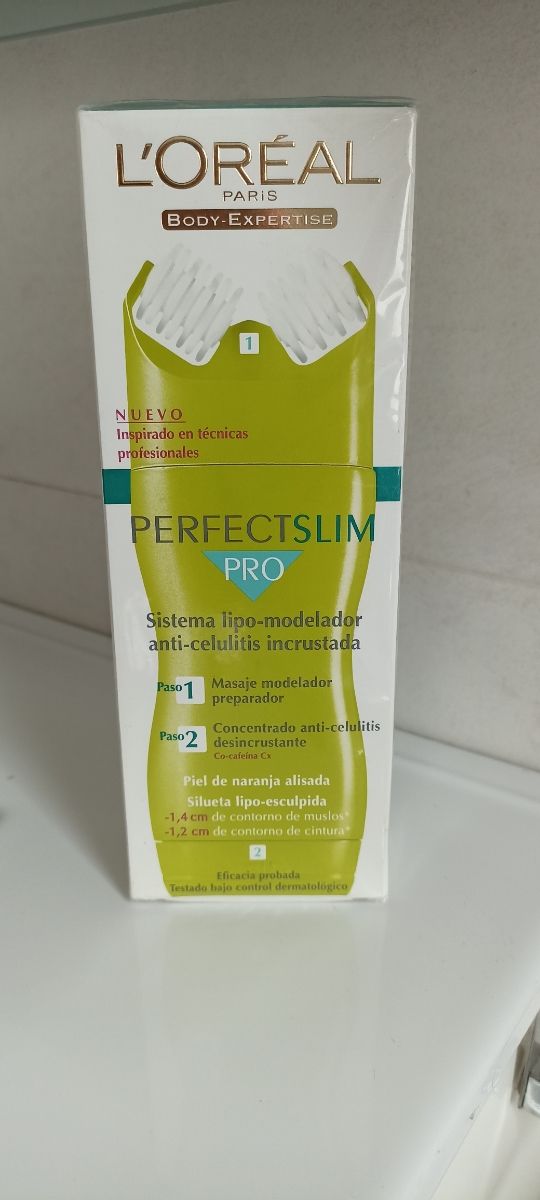 L'ORÉAL
PARIS
BODY-EXPERTISE
1
NUEVO
Inspirado en técnicas
profesionales
PERFECTSLIM
PRO
Sistema lipo-modelador
anti-celulitis incrustada
Paso 1 Masaje modelador
preparador
Paso 2 Concentrado anti-celulitis
desincrustante
Co-cafeína Cx
Piel de naranja alisada
Silueta lipo-esculpida
-1,4 cm de contorno de muslos*
-1,2 cm de contorno de cintura*
2
Eficacia probada
Testado bajo control dermatológico